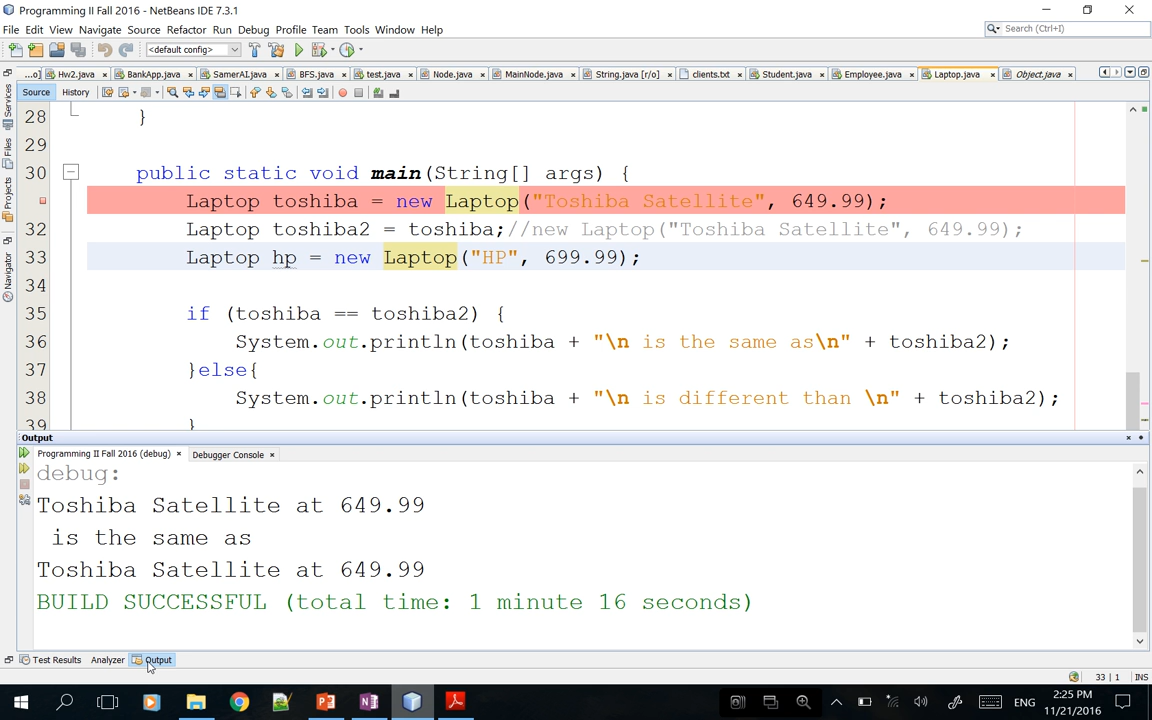 Programming II Fall 2016 - NetBeans IDE 7.3.1
File Edit View Navigate Source Refactor Run Debug Profile Team Tools Window Help
Search (Ctrl+I)
<default config>
...o] Hw2.java BankApp.java SamerAI.java BFS.java test.java Node.java MainNode.java String.java [r/o] clients.txt Student.java Employee.java Laptop.java Object.java
Source History
Services
Files
Projects
Navigator
28 }
29
30 public static void main(String[] args) {
Laptop toshiba = new Laptop("Toshiba Satellite", 649.99);
32 Laptop toshiba2 = toshiba;//new Laptop("Toshiba Satellite", 649.99);
33 Laptop hp = new Laptop("HP", 699.99);
34
35 if (toshiba == toshiba2) {
36 System.out.println(toshiba + "\n is the same as\n" + toshiba2);
37 }else{
38 System.out.println(toshiba + "\n is different than \n" + toshiba2);
39 }
Output
Programming II Fall 2016 (debug) Debugger Console
debug:
Toshiba Satellite at 649.99
is the same as
Toshiba Satellite at 649.99
BUILD SUCCESSFUL (total time: 1 minute 16 seconds)
Test Results Analyzer Output
33 | 1 INS
ENG 2:25 PM
11/21/2016